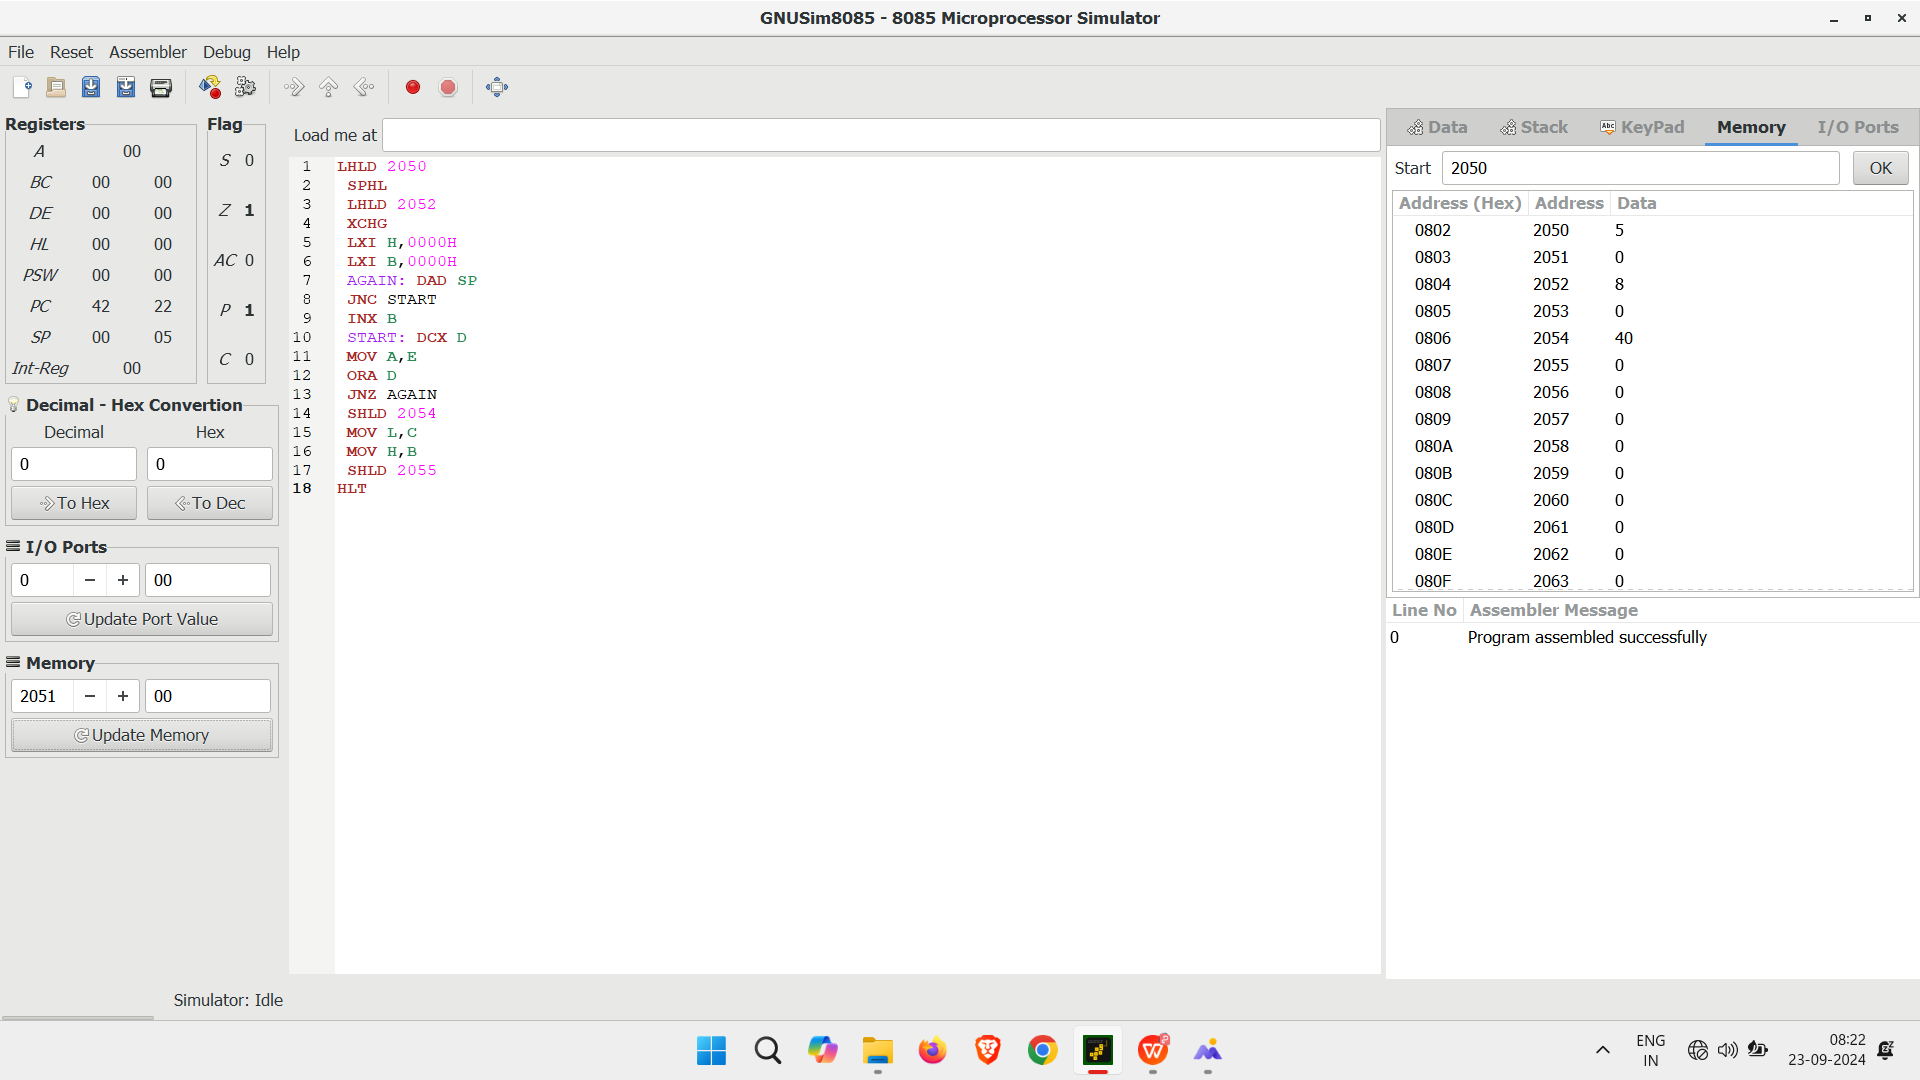 GNUSim8085 - 8085 Microprocessor Simulator
File Reset Assembler Debug Help
Registers
A 00
BC 00 00
DE 00 00
HL 00 00
PSW 00 00
PC 42 22
SP 00 05
Int-Reg 00
Flag
S 0
Z 1
AC 0
P 1
C 0
Decimal - Hex Convertion
Decimal Hex
0 0
To Hex To Dec
I/O Ports
0 − + 00
Update Port Value
Memory
2051 − + 00
Update Memory
Load me at
1 LHLD 2050
2 SPHL
3 LHLD 2052
4 XCHG
5 LXI H,0000H
6 LXI B,0000H
7 AGAIN: DAD SP
8 JNC START
9 INX B
10 START: DCX D
11 MOV A,E
12 ORA D
13 JNZ AGAIN
14 SHLD 2054
15 MOV L,C
16 MOV H,B
17 SHLD 2055
18 HLT
Data Stack Abc KeyPad Memory I/O Ports
Start 2050 OK
Address (Hex) Address Data
0802 2050 5
0803 2051 0
0804 2052 8
0805 2053 0
0806 2054 40
0807 2055 0
0808 2056 0
0809 2057 0
080A 2058 0
080B 2059 0
080C 2060 0
080D 2061 0
080E 2062 0
080F 2063 0
Line No Assembler Message
0 Program assembled successfully
Simulator: Idle
ENG
IN
08:22
23-09-2024